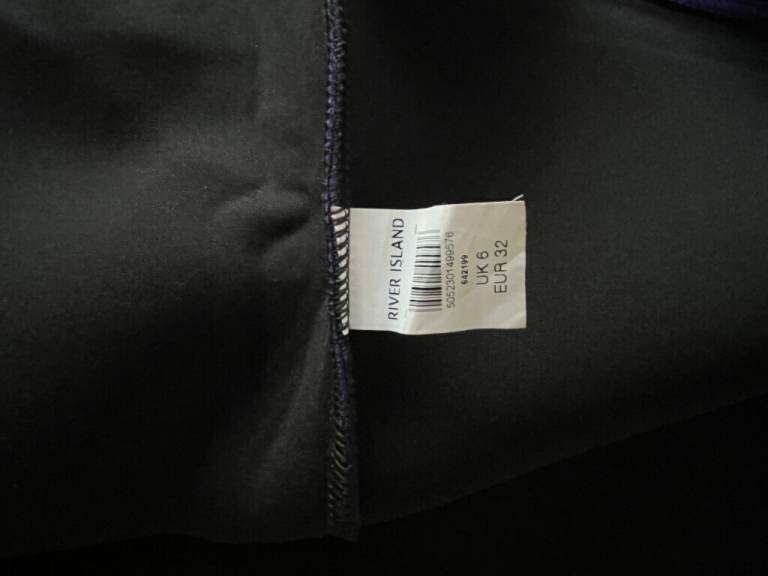 RIVER ISLAND
5052301499576
642199
UK 6
EUR 32